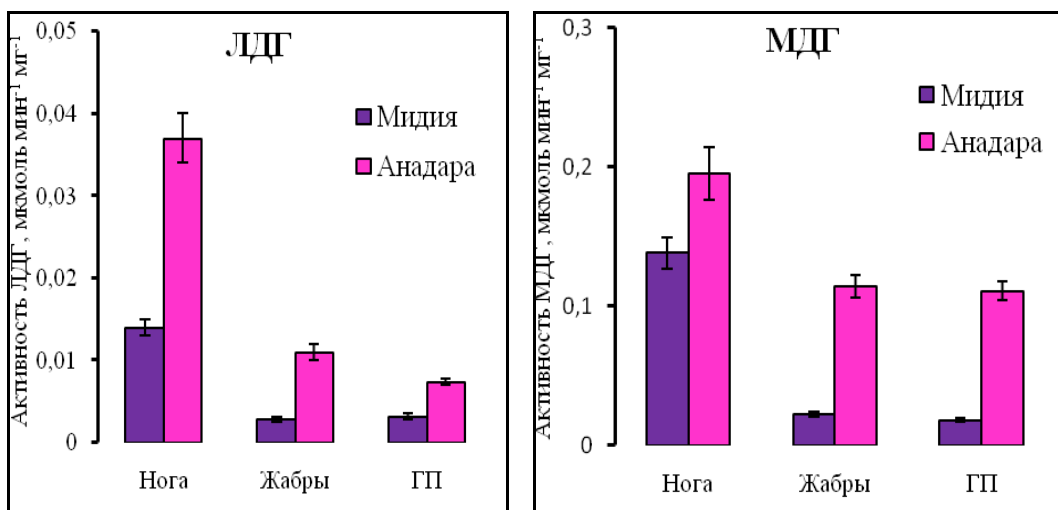 ЛДГ
Активность ЛДГ, мкмоль мин⁻¹ мг⁻¹
0,05
0,04
0,03
0,02
0,01
0
Мидия
Анадара
Нога Жабры ГП
МДГ
Активность МДГ, мкмоль мин⁻¹ мг⁻¹
0,3
0,2
0,1
0
Мидия
Анадара
Нога Жабры ГП